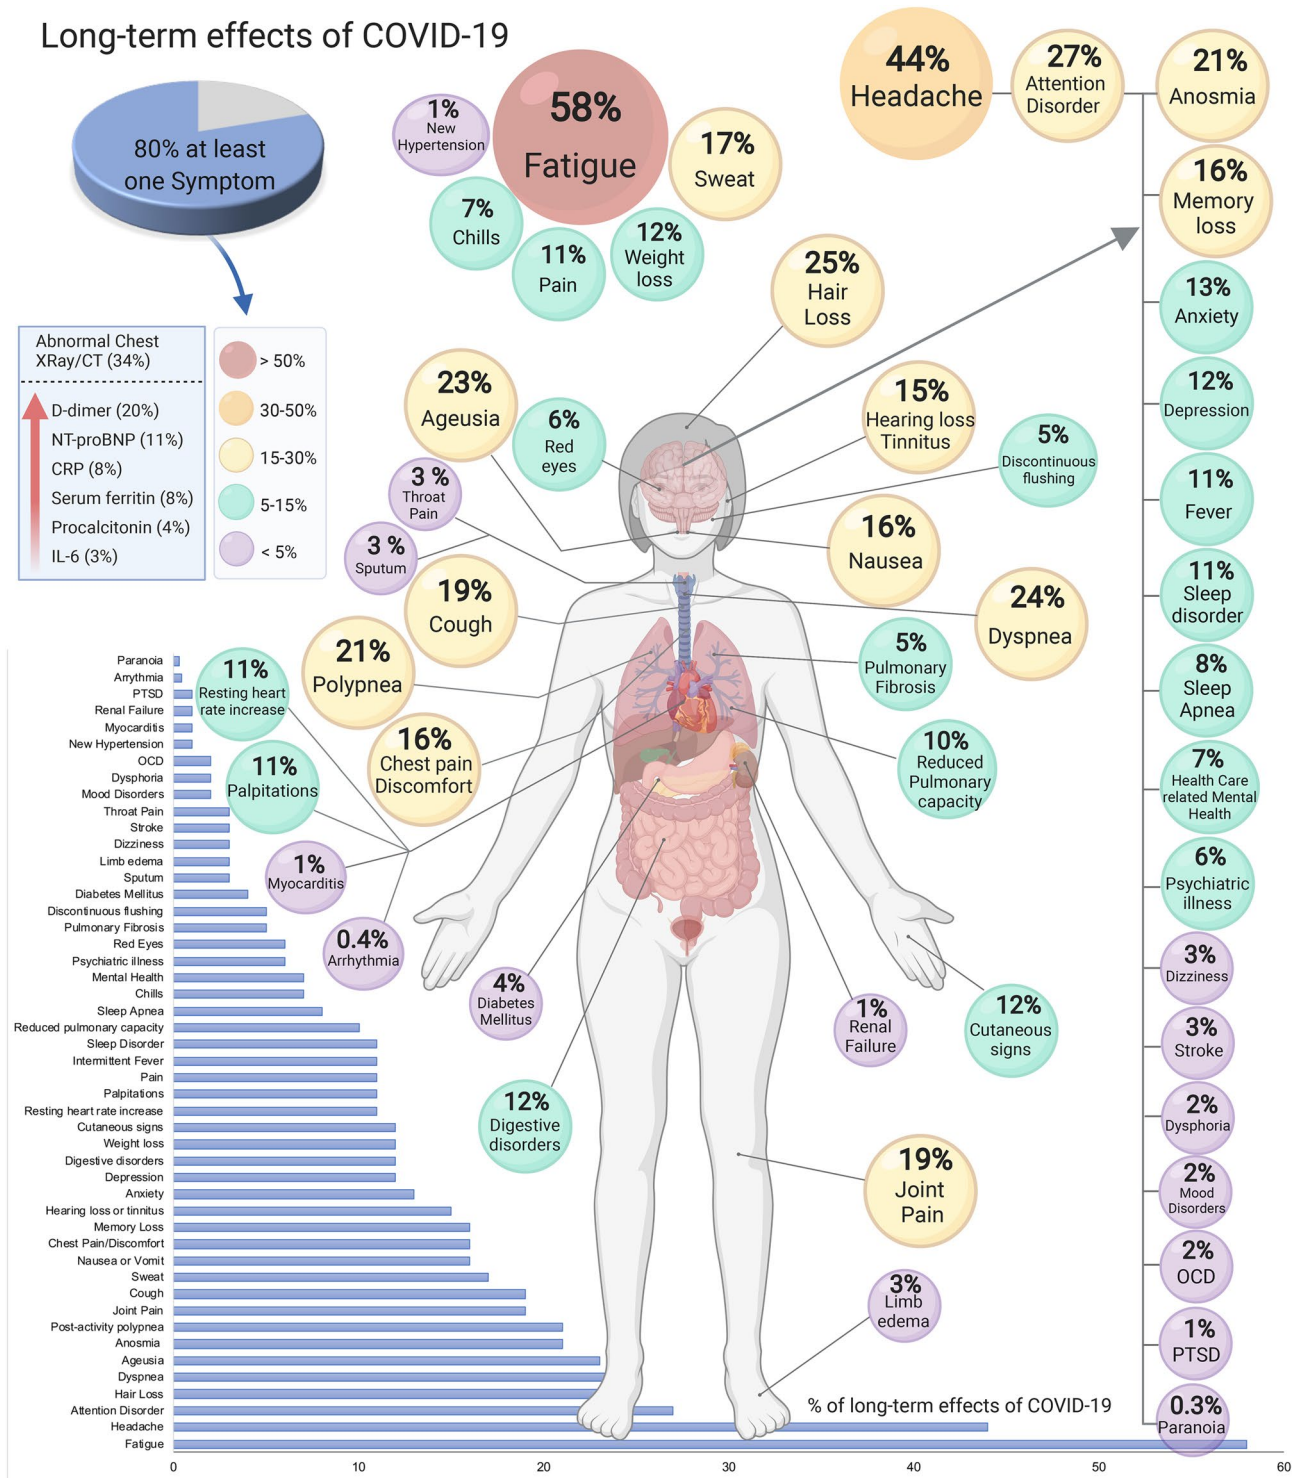 Long-term effects of COVID-19
80% at least
one Symptom
1%
New
Hypertension
58%
Fatigue
17%
Sweat
7%
Chills
11%
Pain
12%
Weight
loss
44%
Headache
27%
Attention
Disorder
21%
Anosmia
16%
Memory
loss
13%
Anxiety
12%
Depression
11%
Fever
11%
Sleep
disorder
8%
Sleep
Apnea
7%
Health Care
related Mental
Health
6%
Psychiatric
illness
3%
Dizziness
3%
Stroke
2%
Dysphoria
2%
Mood
Disorders
2%
OCD
1%
PTSD
0.3%
Paranoia
Abnormal Chest
XRay/CT (34%)
D-dimer (20%)
NT-proBNP (11%)
CRP (8%)
Serum ferritin (8%)
Procalcitonin (4%)
IL-6 (3%)
> 50%
30-50%
15-30%
5-15%
< 5%
25%
Hair
Loss
23%
Ageusia
6%
Red
eyes
15%
Hearing loss
Tinnitus
5%
Discontinuous
flushing
3 %
Throat
Pain
3 %
Sputum
16%
Nausea
19%
Cough
24%
Dyspnea
21%
Polypnea
5%
Pulmonary
Fibrosis
11%
Resting heart
rate increase
16%
Chest pain
Discomfort
10%
Reduced
Pulmonary
capacity
11%
Palpitations
1%
Myocarditis
0.4%
Arrhythmia
4%
Diabetes
Mellitus
1%
Renal
Failure
12%
Cutaneous
signs
12%
Digestive
disorders
19%
Joint
Pain
3%
Limb
edema
Paranoia
Arrythmia
PTSD
Renal Failure
Myocarditis
New Hypertension
OCD
Dysphoria
Mood Disorders
Throat Pain
Stroke
Dizziness
Limb edema
Sputum
Diabetes Mellitus
Discontinuous flushing
Pulmonary Fibrosis
Red Eyes
Psychiatric illness
Mental Health
Chills
Sleep Apnea
Reduced pulmonary capacity
Sleep Disorder
Intermittent Fever
Pain
Palpitations
Resting heart rate increase
Cutaneous signs
Weight loss
Digestive disorders
Depression
Anxiety
Hearing loss or tinnitus
Memory Loss
Chest Pain/Discomfort
Nausea or Vomit
Sweat
Cough
Joint Pain
Post-activity polypnea
Anosmia
Ageusia
Dyspnea
Hair Loss
Attention Disorder
Headache
Fatigue
% of long-term effects of COVID-19
0 10 20 30 40 50 60